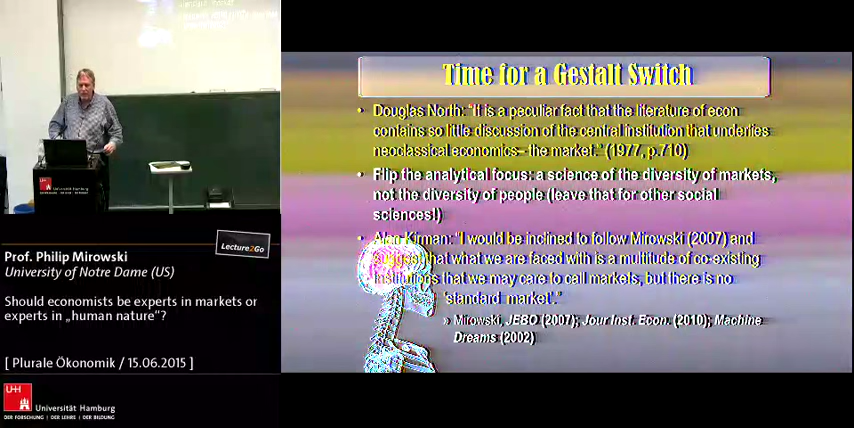 Time for a Gestalt Switch
• Douglas North: "It is a peculiar fact that the literature of econ
contains so little discussion of the central institution that underlies
neoclassical economics– the market." (1977, p.710)
• Flip the analytical focus: a science of the diversity of markets,
not the diversity of people (leave that for other social
sciences!)
• Alan Kirman: "I would be inclined to follow Mirowski (2007) and
suggest that what we are faced with is a multitude of co-existing
institutions that we may care to call markets, but there is no
'standard market'."
» Mirowski, JEBO (2007); Jour Inst. Econ. (2010); Machine
Dreams (2002)
Universität Hamburg
Lecture2Go
Prof. Philip Mirowski
University of Notre Dame (US)
Should economists be experts in markets or
experts in „human nature“?
[ Plurale Ökonomik / 15.06.2015 ]
UHH
Universität Hamburg
DER FORSCHUNG | DER LEHRE | DER BILDUNG